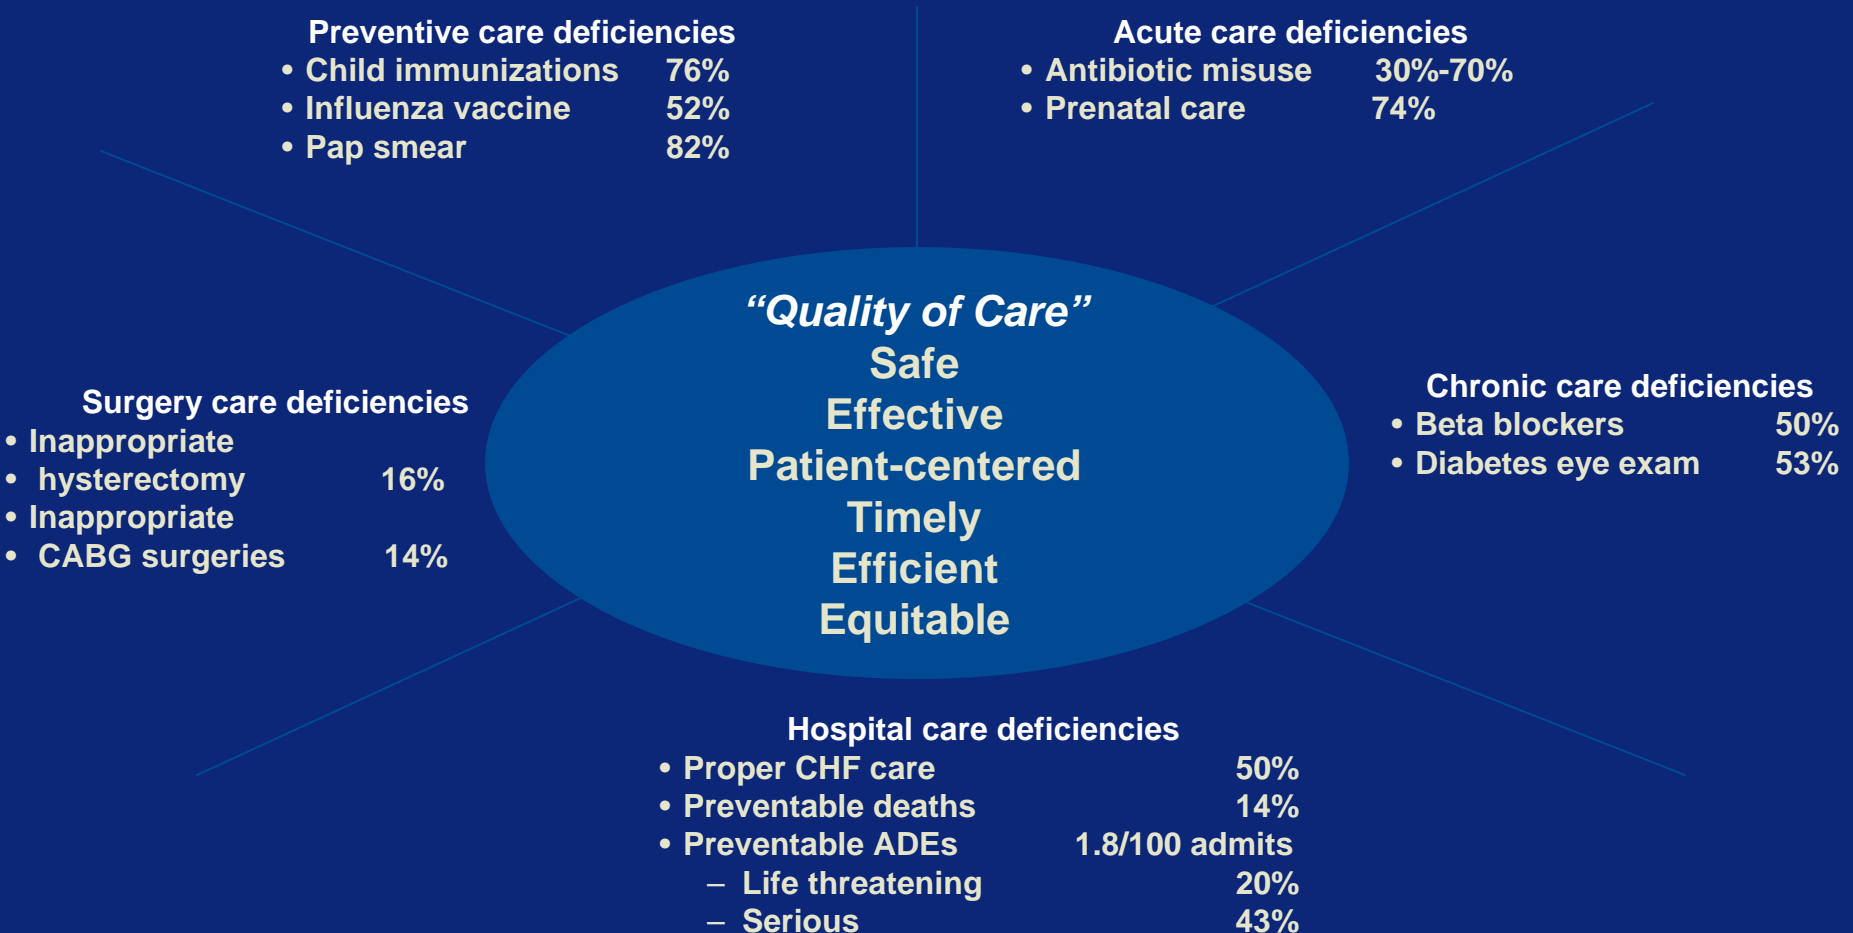 Preventive care deficiencies
• Child immunizations 76%
• Influenza vaccine 52%
• Pap smear 82%
Acute care deficiencies
• Antibiotic misuse 30%-70%
• Prenatal care 74%
“Quality of Care”
Safe
Effective
Patient-centered
Timely
Efficient
Equitable
Surgery care deficiencies
• Inappropriate
• hysterectomy 16%
• Inappropriate
• CABG surgeries 14%
Chronic care deficiencies
• Beta blockers 50%
• Diabetes eye exam 53%
Hospital care deficiencies
• Proper CHF care 50%
• Preventable deaths 14%
• Preventable ADEs 1.8/100 admits
– Life threatening 20%
– Serious 43%